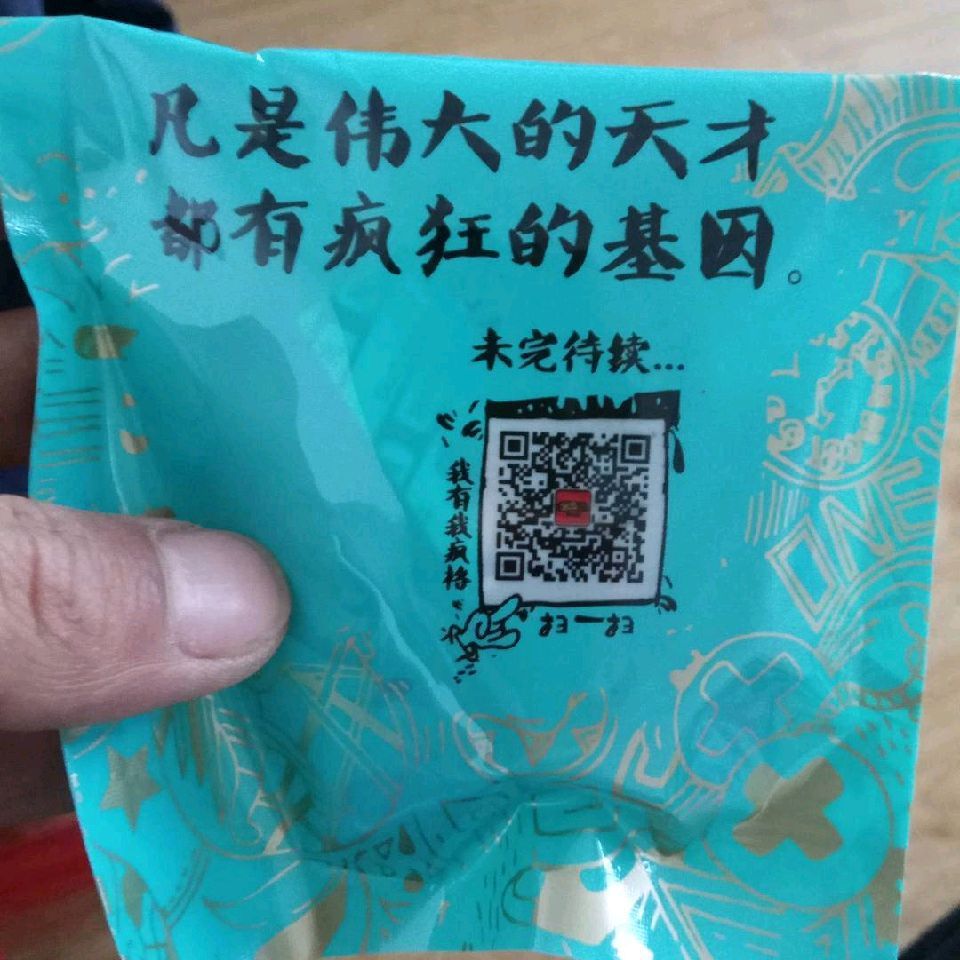 凡是伟大的天才
都有疯狂的基因。
未完待续...
我有我疯格
扫一扫
ONE